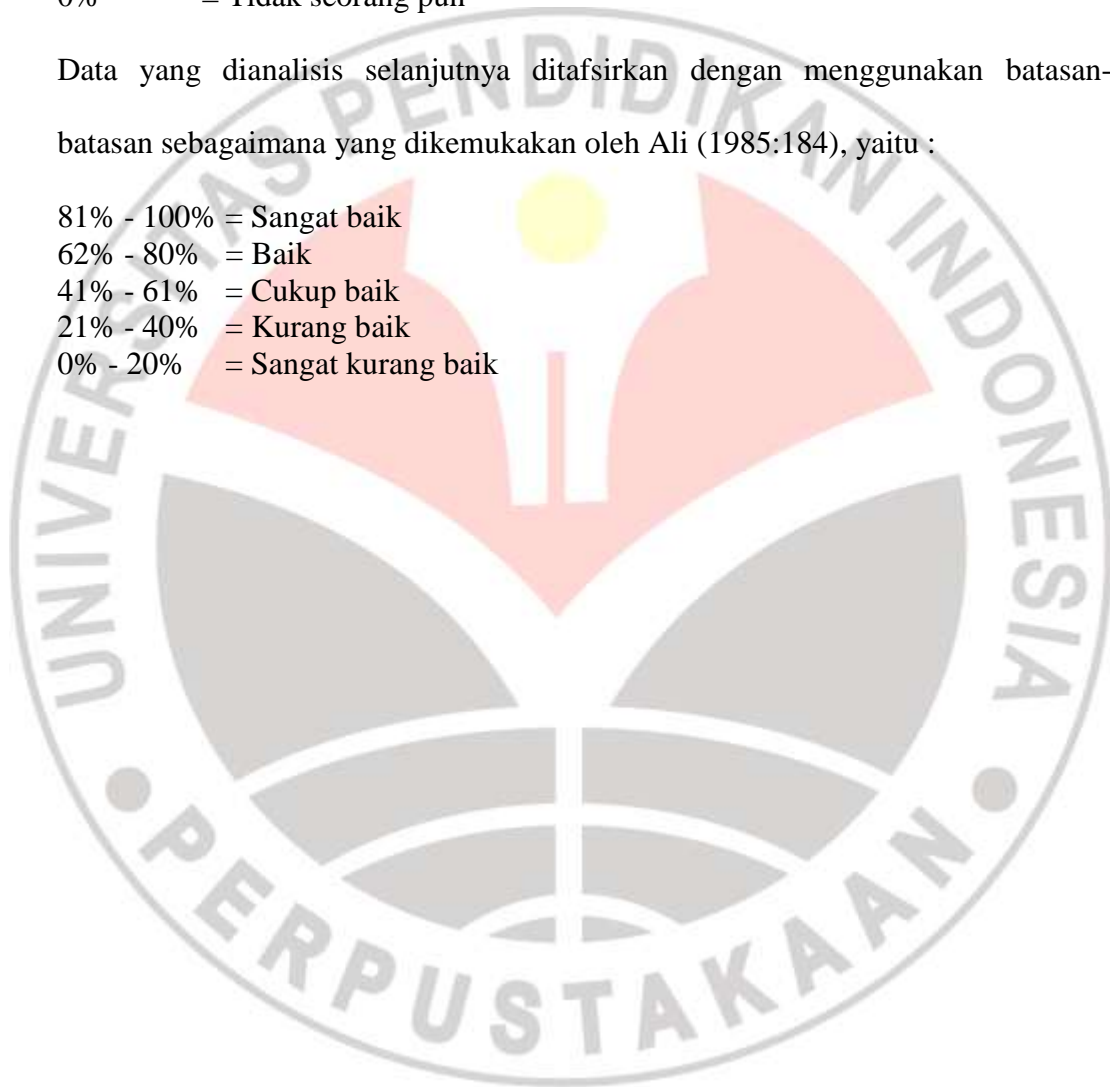 0% = Tidak seorang pun
Data yang dianalisis selanjutnya ditafsirkan dengan menggunakan batasan-
batasan sebagaimana yang dikemukakan oleh Ali (1985:184), yaitu :
81% - 100% = Sangat baik
62% - 80% = Baik
41% - 61% = Cukup baik
21% - 40% = Kurang baik
0% - 20% = Sangat kurang baik
UNIVERSITAS PENDIDIKAN INDONESIA
PERPUSTAKAAN